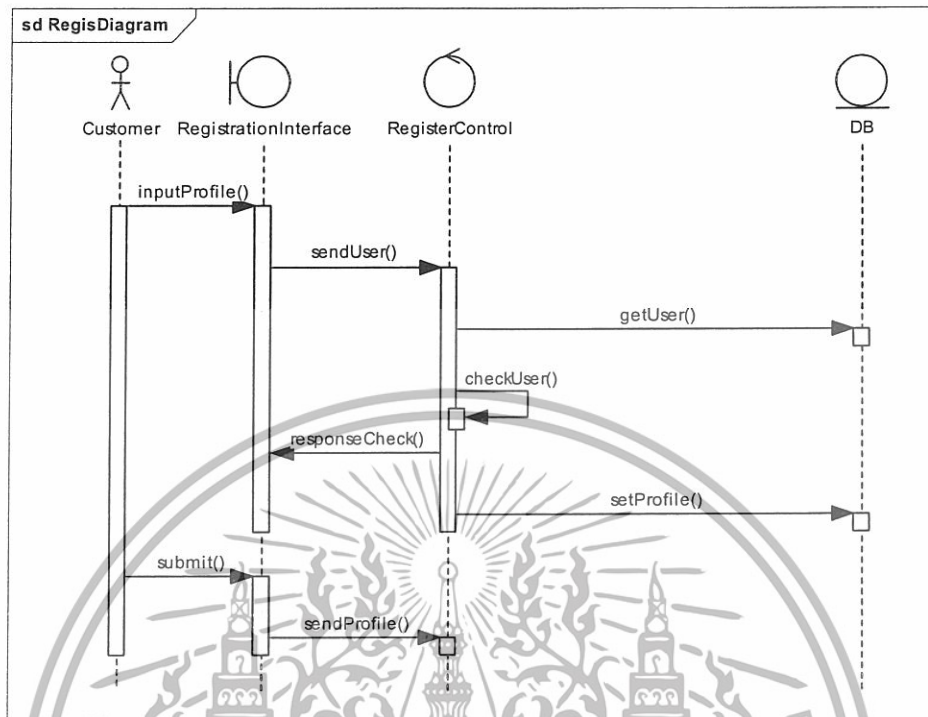 sd RegisDiagram
Customer
RegistrationInterface
RegisterControl
DB
inputProfile()
sendUser()
getUser()
checkUser()
responseCheck()
setProfile()
submit()
sendProfile()